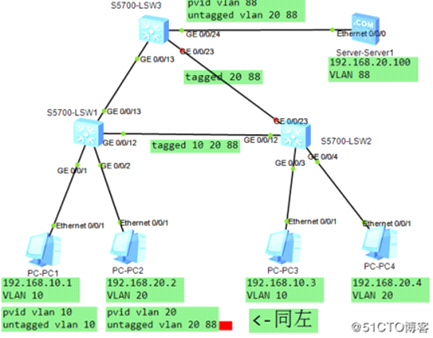 S5700-LSW3
pvid vlan 88
untagged vlan 20 88
GE 0/0/24
Ethernet 0/0/0
GE 0/0/23
.COM
Server-Server1
192.168.20.100
VLAN 88
GE 0/0/13
tagged 20 88
GE 0/0/13
GE 0/0/23
S5700-LSW1
S5700-LSW2
GE 0/0/12
tagged 10 20 88
GE 0/0/12
GE 0/0/1
GE 0/0/2
GE 0/0/3
GE 0/0/4
Ethernet 0/0/1
Ethernet 0/0/1
Ethernet 0/0/1
Ethernet 0/0/1
PC-PC1
PC-PC2
PC-PC3
PC-PC4
192.168.10.1
VLAN 10
192.168.20.2
VLAN 20
192.168.10.3
VLAN 10
192.168.20.4
VLAN 20
pvid vlan 10
untagged vlan 10
pvid vlan 20
untagged vlan 20 88
<-同左
@51CTO博客